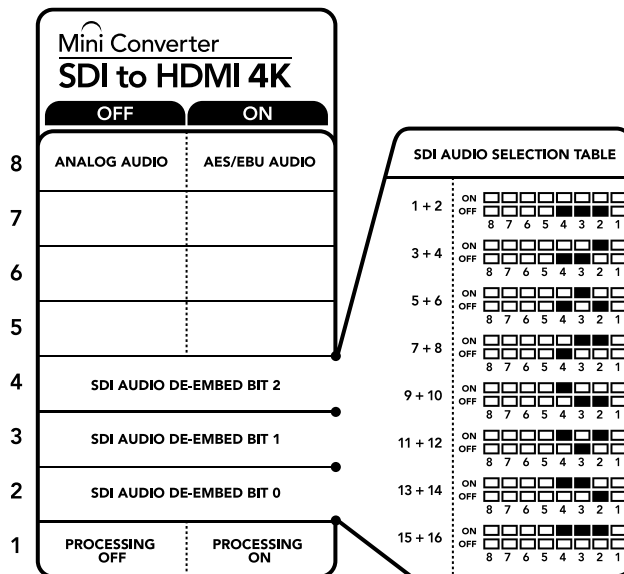 Mini Converter
SDI to HDMI 4K
OFF ON
8 ANALOG AUDIO AES/EBU AUDIO
7
6
5
4 SDI AUDIO DE-EMBED BIT 2
3 SDI AUDIO DE-EMBED BIT 1
2 SDI AUDIO DE-EMBED BIT 0
1 PROCESSING OFF PROCESSING ON
SDI AUDIO SELECTION TABLE
1 + 2 ON
OFF
8 7 6 5 4 3 2 1
3 + 4 ON
OFF
8 7 6 5 4 3 2 1
5 + 6 ON
OFF
8 7 6 5 4 3 2 1
7 + 8 ON
OFF
8 7 6 5 4 3 2 1
9 + 10 ON
OFF
8 7 6 5 4 3 2 1
11 + 12 ON
OFF
8 7 6 5 4 3 2 1
13 + 14 ON
OFF
8 7 6 5 4 3 2 1
15 + 16 ON
OFF
8 7 6 5 4 3 2 1